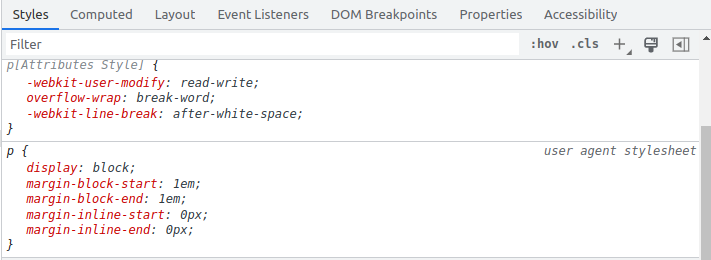 Styles Computed Layout Event Listeners DOM Breakpoints Properties Accessibility
Filter :hov .cls
p[Attributes Style] {
-webkit-user-modify: read-write;
overflow-wrap: break-word;
-webkit-line-break: after-white-space;
}
p { user agent stylesheet
display: block;
margin-block-start: 1em;
margin-block-end: 1em;
margin-inline-start: 0px;
margin-inline-end: 0px;
}